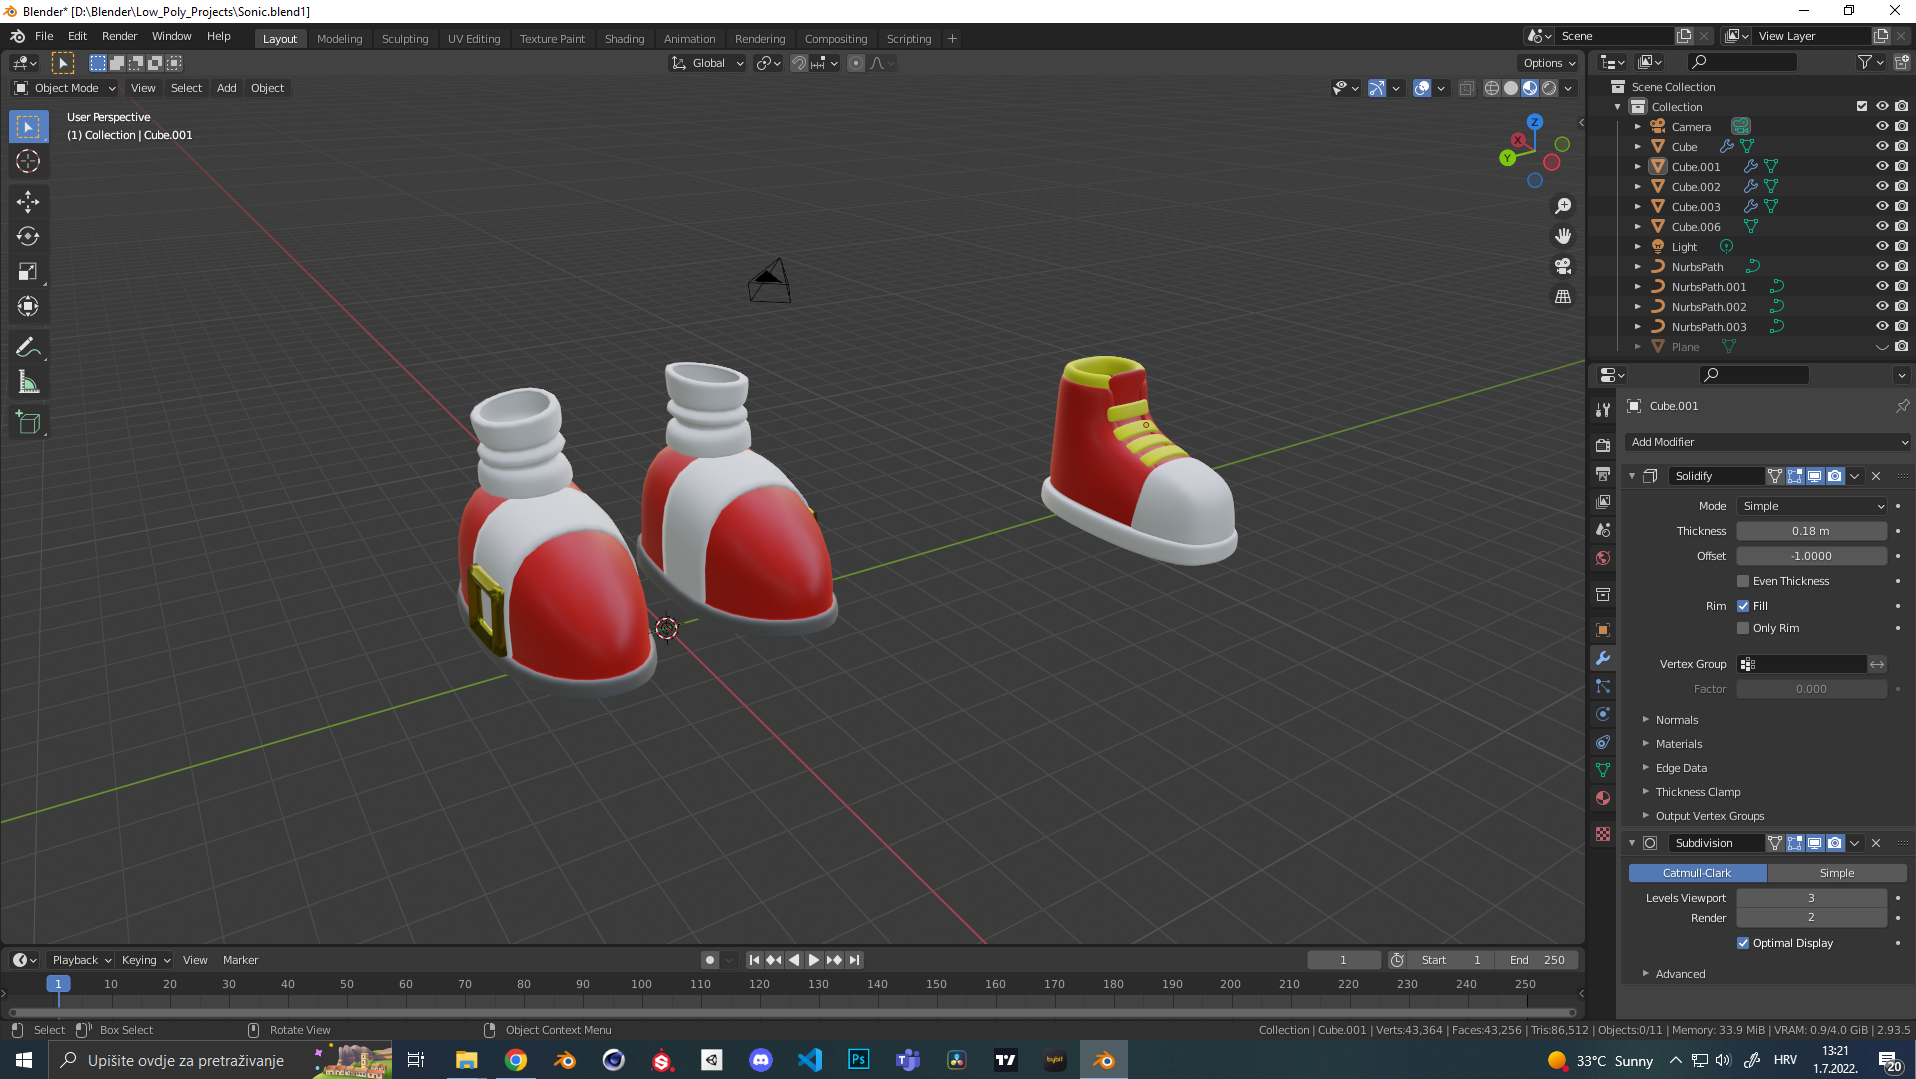 Blender* [D:\Blender\Low_Poly_Projects\Sonic.blend1]
File Edit Render Window Help Layout Modeling Sculpting UV Editing Texture Paint Shading Animation Rendering Compositing Scripting + Scene View Layer
Global Options
Object Mode View Select Add Object
User Perspective
(1) Collection | Cube.001
Z
X
Y
Scene Collection
Collection
Camera
Cube
Cube.001
Cube.002
Cube.003
Cube.006
Light
NurbsPath
NurbsPath.001
NurbsPath.002
NurbsPath.003
Plane
Cube.001
Add Modifier
Solidify
Mode Simple
Thickness 0.18 m
Offset -1.0000
Even Thickness
Rim Fill
Only Rim
Vertex Group
Factor 0.000
Normals
Materials
Edge Data
Thickness Clamp
Output Vertex Groups
Subdivision
Catmull-Clark Simple
Levels Viewport 3
Render 2
Optimal Display
Advanced
Playback Keying View Marker 1 Start 1 End 250
1 10 20 30 40 50 60 70 80 90 100 110 120 130 140 150 160 170 180 190 200 210 220 230 240 250
Select Box Select Rotate View Object Context Menu Collection | Cube.001 | Verts:43,364 | Faces:43,256 | Tris:86,512 | Objects:0/11 | Memory: 33.9 MiB | VRAM: 0.9/4.0 GiB | 2.93.5
Upišite ovdje za pretraživanje Ps bybit 33°C Sunny HRV 13:21
1.7.2022. 20